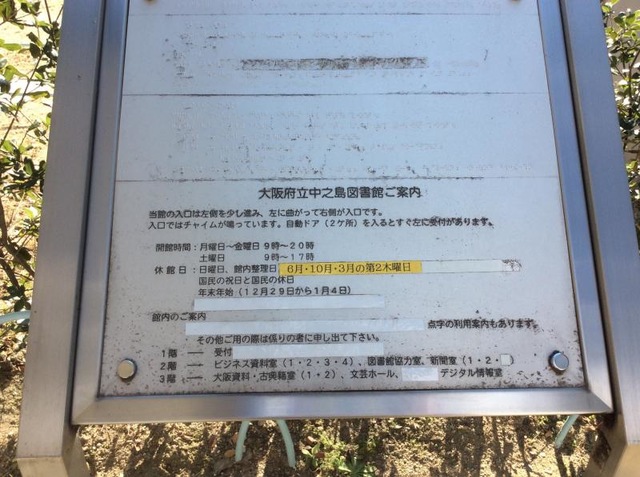 大阪府立中之島図書館ご案内
当館の入口は左側を少し進み、左に曲がって右側が入口です。
入口ではチャイムが鳴っています。自動ドア（2ケ所）を入るとすぐ左に受付があります。
開館時間：月曜日～金曜日 9時～20時
土曜日 9時～17時
休館日：日曜日、館内整理日 6月・10月・3月の第2木曜日
国民の祝日と国民の休日
年末年始（12月29日から1月4日）
館内のご案内
点字の利用案内もあります。
その他ご用の際は係りの者に申し出て下さい。
1階 ── 受付
2階 ── ビジネス資料室（1・2・3・4）、図書館協力室、新聞室（1・2・
3階 ── 大阪資料・古典籍室（1・2）、文芸ホール、 デジタル情報室